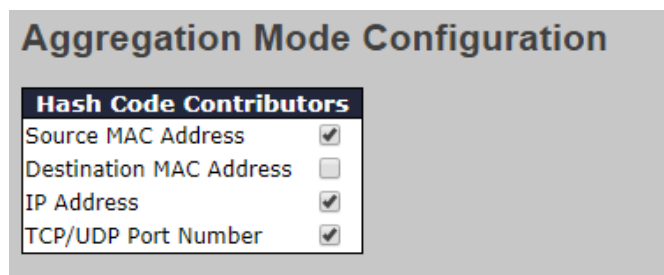 Aggregation Mode Configuration
Hash Code Contributors
Source MAC Address
Destination MAC Address
IP Address
TCP/UDP Port Number